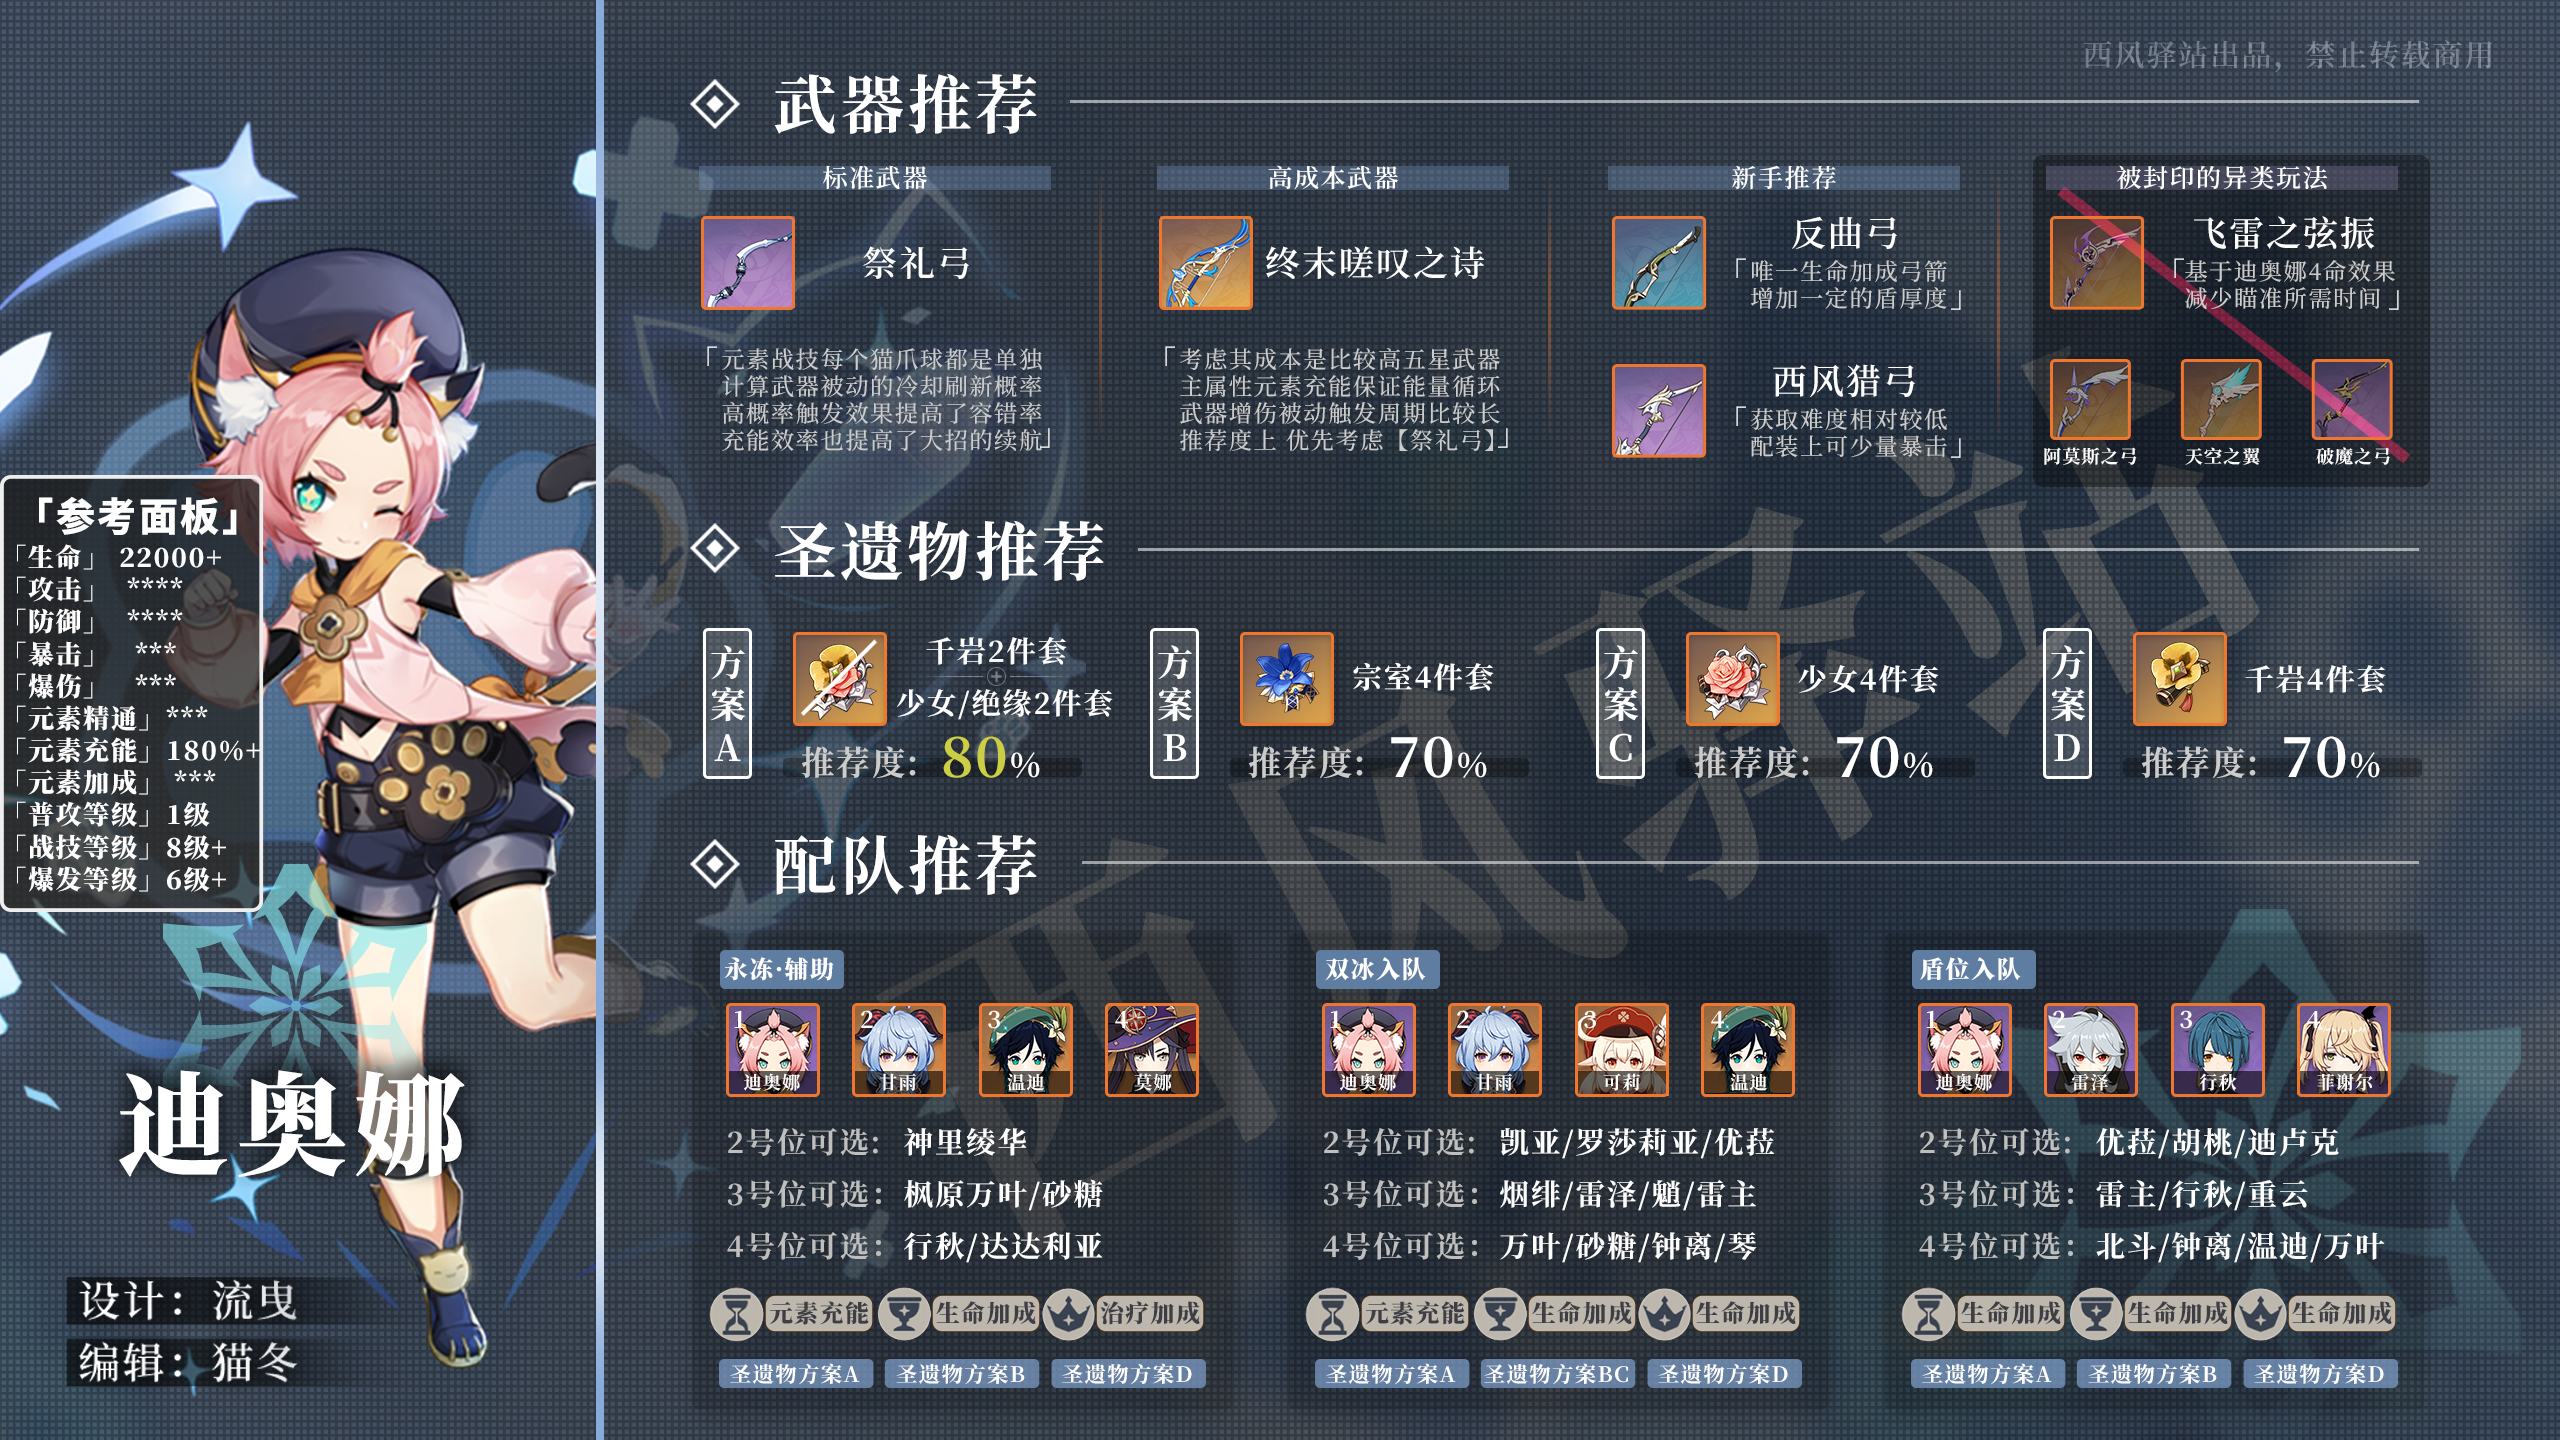 西风驿站出品，禁止转载商用
武器推荐
标准武器
祭礼弓
「元素战技每个猫爪球都是单独
计算武器被动的冷却刷新概率
高概率触发效果提高了容错率
充能效率也提高了大招的续航」
高成本武器
终末嗟叹之诗
「考虑其成本是比较高五星武器
主属性元素充能保证能量循环
武器增伤被动触发周期比较长
推荐度上 优先考虑【祭礼弓】」
新手推荐
反曲弓
「唯一生命加成弓箭
增加一定的盾厚度」
西风猎弓
「获取难度相对较低
配装上可少量暴击」
被封印的异类玩法
飞雷之弦振
「基于迪奥娜4命效果
减少瞄准所需时间」
阿莫斯之弓
天空之翼
破魔之弓
圣遗物推荐
方案A
千岩2件套
少女/绝缘2件套
推荐度：80%
方案B
宗室4件套
推荐度：70%
方案C
少女4件套
推荐度：70%
方案D
千岩4件套
推荐度：70%
配队推荐
永冻·辅助
1 迪奥娜
2 甘雨
3 温迪
4 莫娜
2号位可选：神里绫华
3号位可选：枫原万叶/砂糖
4号位可选：行秋/达达利亚
元素充能 生命加成 治疗加成
圣遗物方案A 圣遗物方案B 圣遗物方案D
双冰入队
1 迪奥娜
2 甘雨
3 可莉
4 温迪
2号位可选：凯亚/罗莎莉亚/优菈
3号位可选：烟绯/雷泽/魈/雷主
4号位可选：万叶/砂糖/钟离/琴
元素充能 生命加成 生命加成
圣遗物方案A 圣遗物方案BC 圣遗物方案D
盾位入队
1 迪奥娜
2 雷泽
3 行秋
4 菲谢尔
2号位可选：优菈/胡桃/迪卢克
3号位可选：雷主/行秋/重云
4号位可选：北斗/钟离/温迪/万叶
生命加成 生命加成 生命加成
圣遗物方案A 圣遗物方案B 圣遗物方案D
「参考面板」
「生命」 22000+
「攻击」 ****
「防御」 ****
「暴击」 ***
「爆伤」 ***
「元素精通」***
「元素充能」180%+
「元素加成」 ***
「普攻等级」1级
「战技等级」8级+
「爆发等级」6级+
迪奥娜
设计：流曳
编辑：猫冬
西风驿站